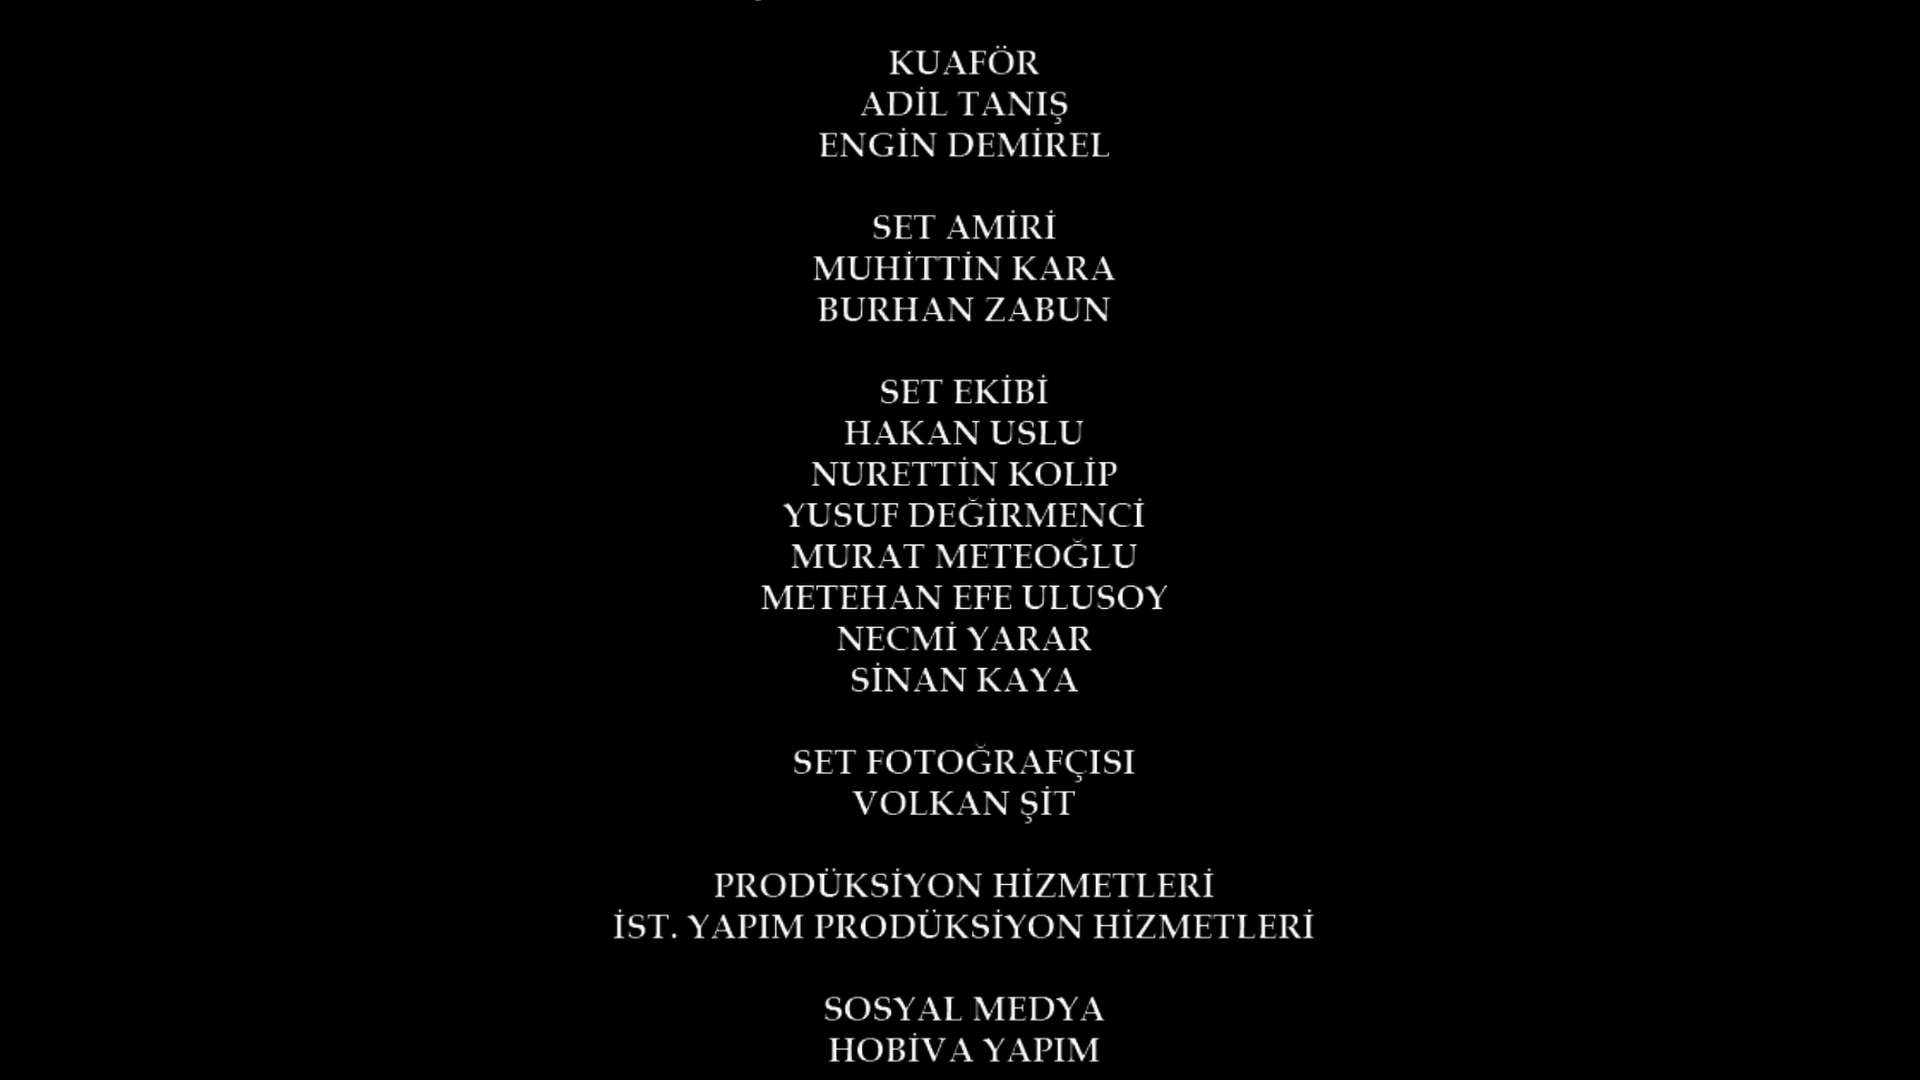 KUAFÖR
ADİL TANIŞ
ENGİN DEMİREL
SET AMİRİ
MUHİTTİN KARA
BURHAN ZABUN
SET EKİBİ
HAKAN USLU
NURETTİN KOLİP
YUSUF DEĞİRMENCİ
MURAT METEOĞLU
METEHAN EFE ULUSOY
NECMİ YARAR
SİNAN KAYA
SET FOTOĞRAFÇISI
VOLKAN ŞİT
PRODÜKSİYON HİZMETLERİ
İST. YAPIM PRODÜKSİYON HİZMETLERİ
SOSYAL MEDYA
HOBİVA YAPIM